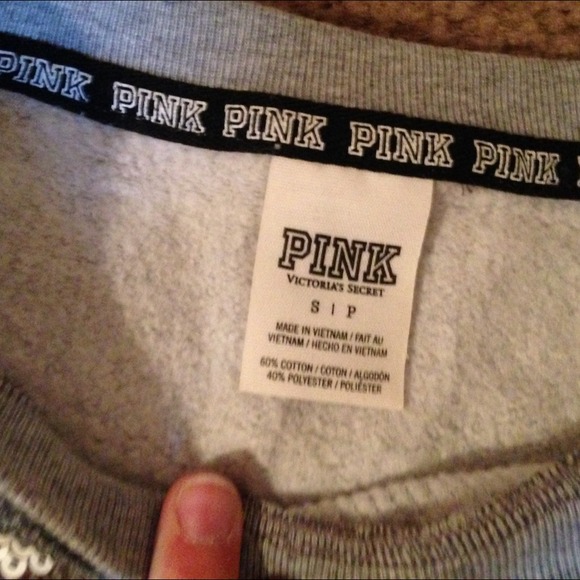 PINK PINK PINK PINK PINK
PINK
VICTORIA'S SECRET
S | P
MADE IN VIETNAM / FAIT AU
VIETNAM / HECHO EN VIETNAM
60% COTTON / COTON / ALGODÓN
40% POLYESTER / POLIÉSTER